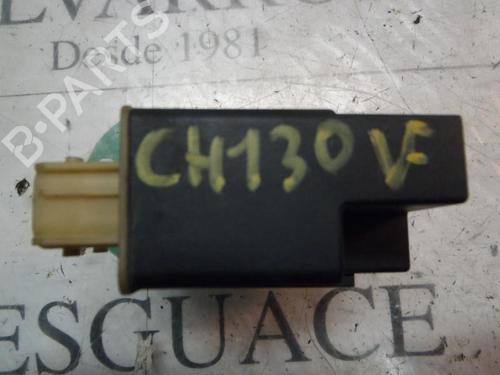 Desde 1981
B-PARTS
CH130 VF
ESGUACE